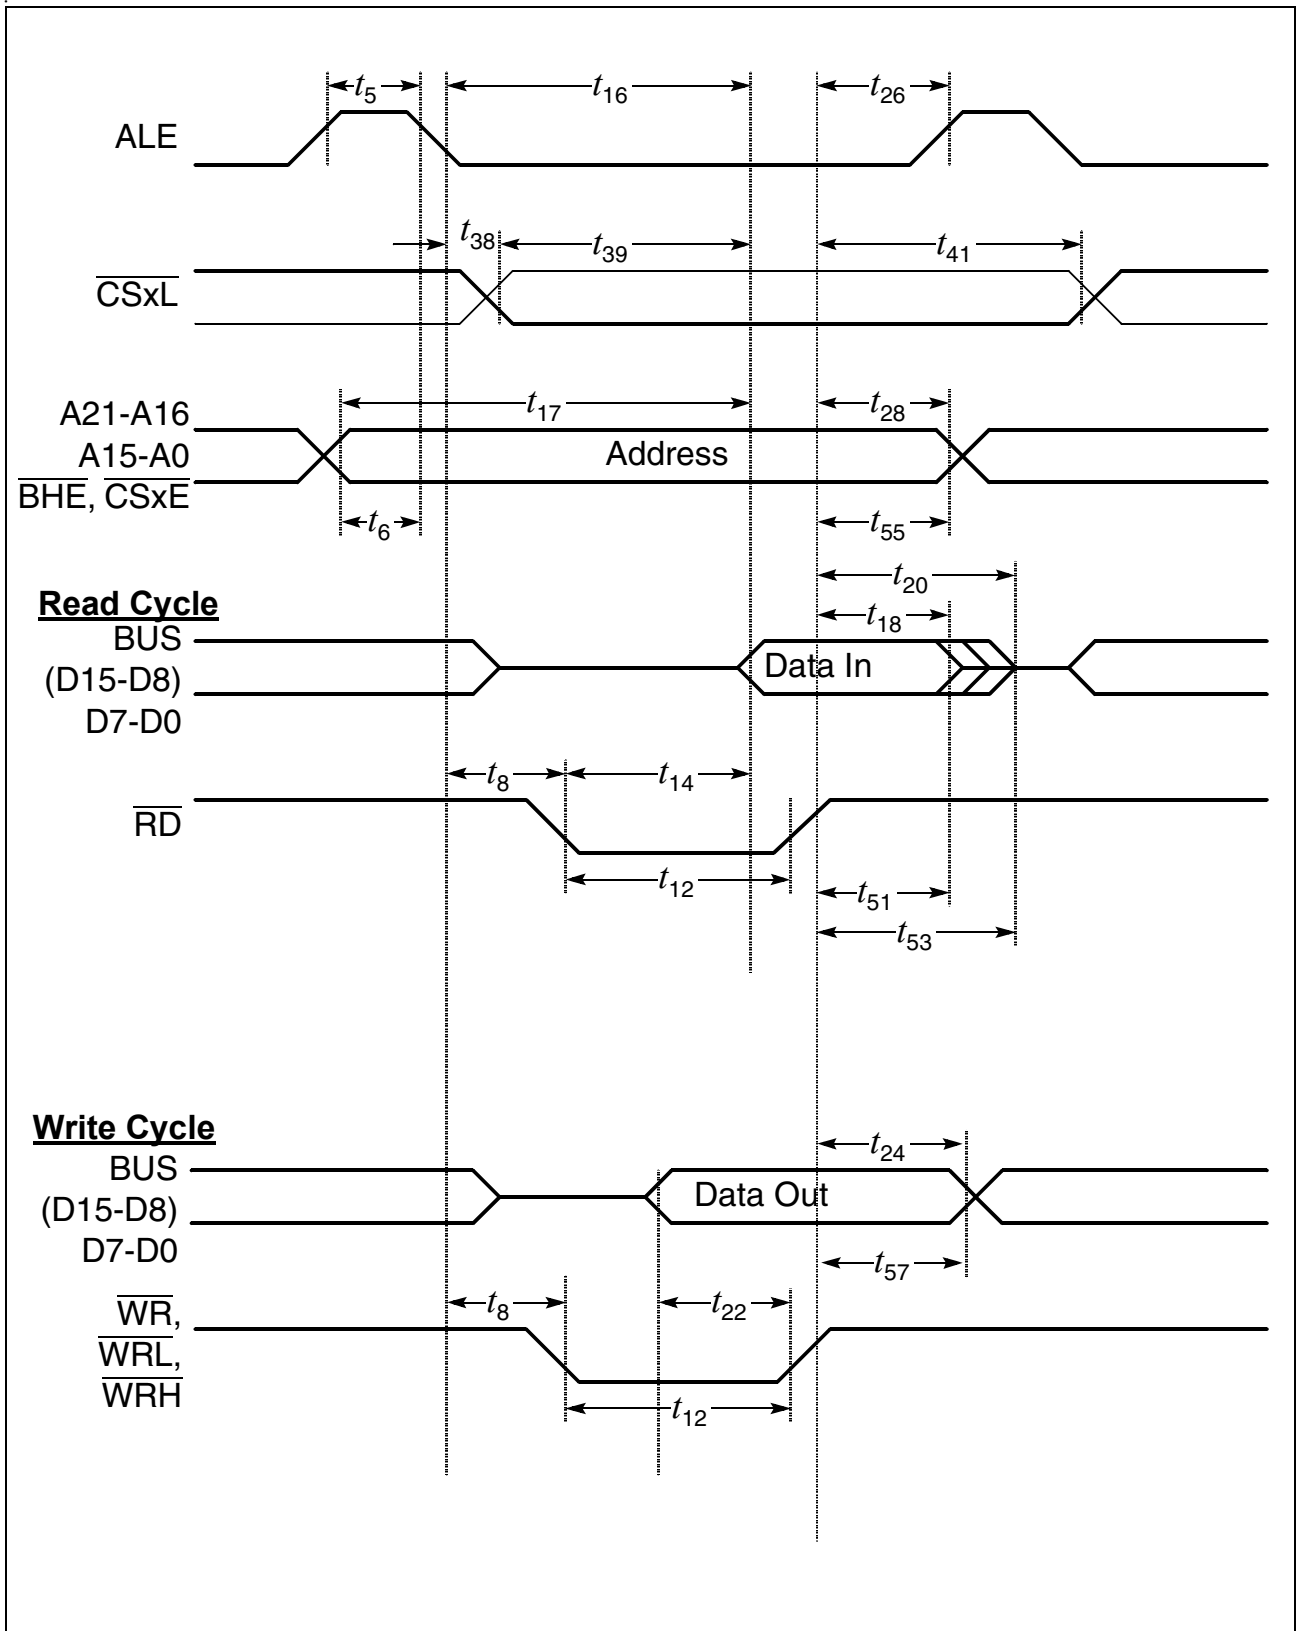 t5
t16
t26
ALE
t38
t39
t41
CSxL
t17
t28
A21-A16
A15-A0
Address
BHE, CSxE
t6
t55
t20
Read Cycle
t18
BUS
Data In
(D15-D8)
D7-D0
t8
t14
RD
t12
t51
t53
Write Cycle
t24
BUS
Data Out
(D15-D8)
D7-D0
t57
WR,
t8
t22
WRL,
WRH
t12